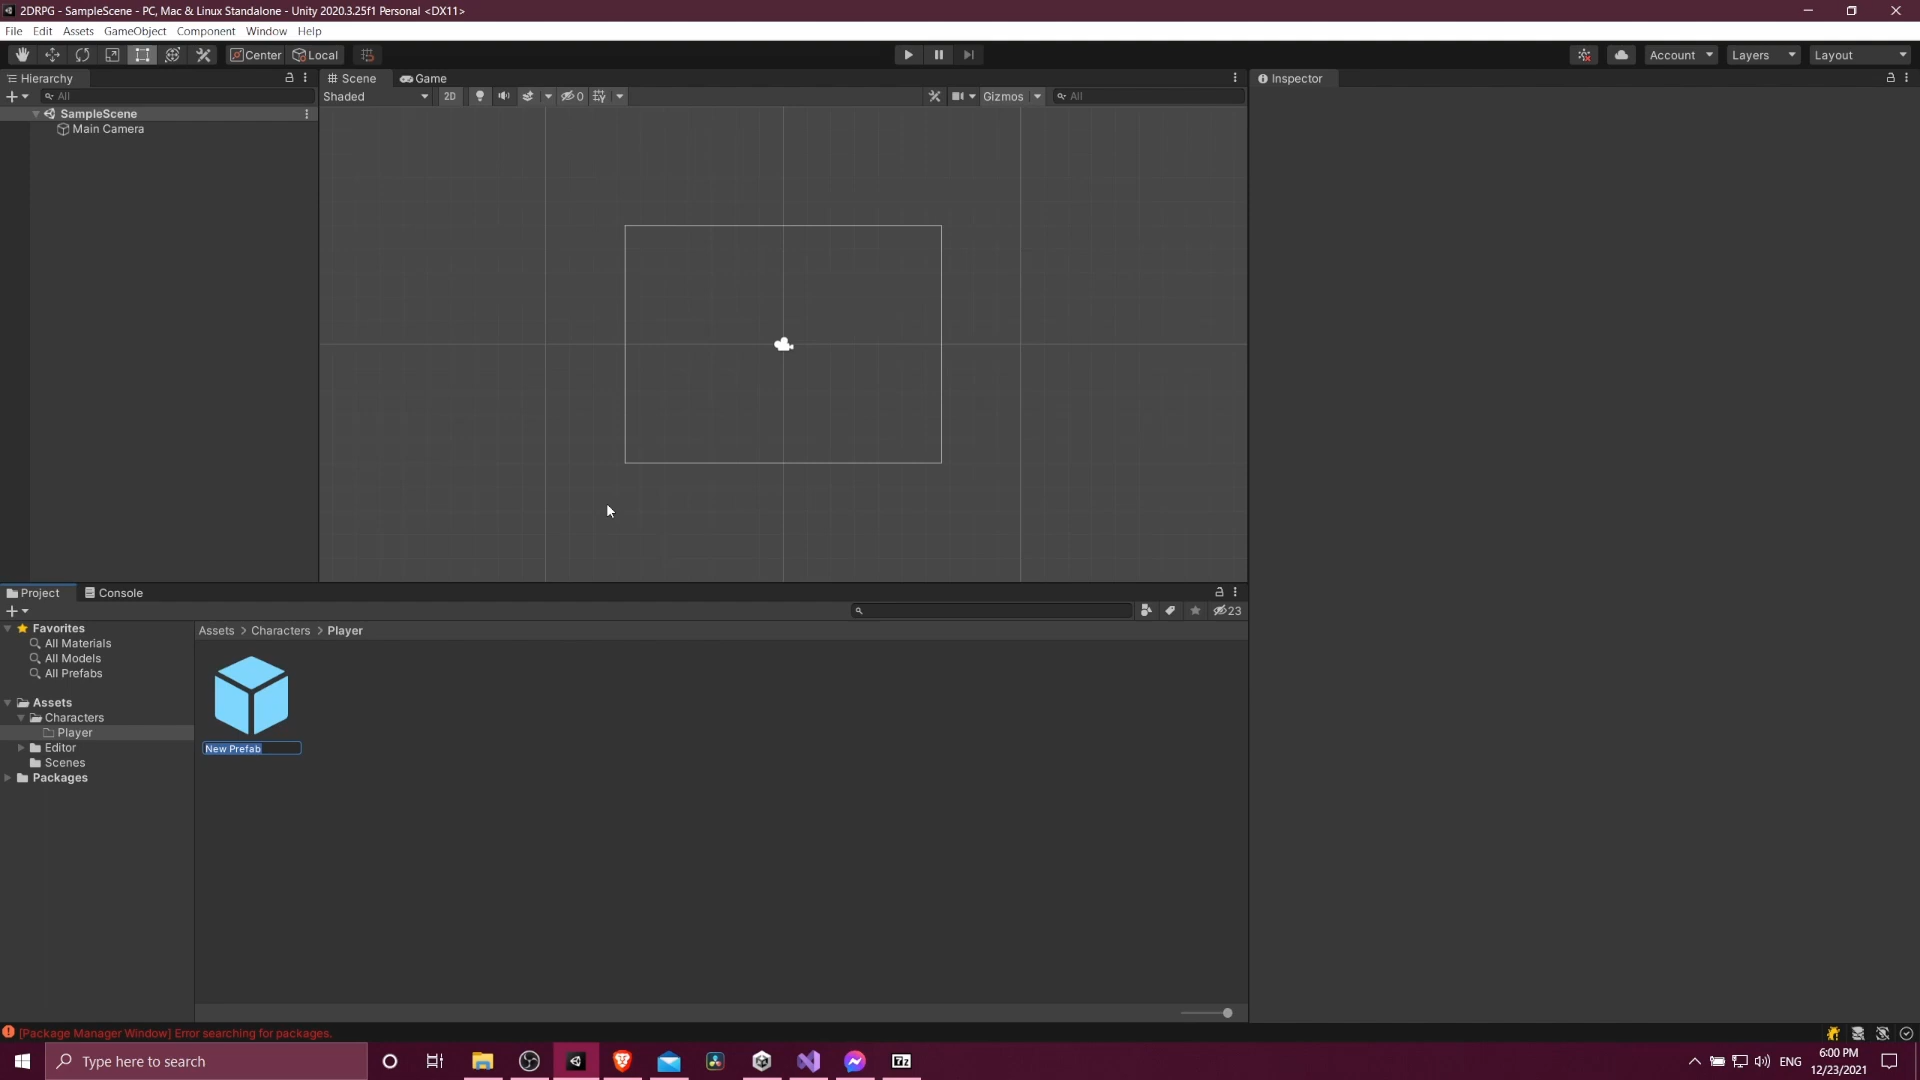 2DRPG - SampleScene - PC, Mac & Linux Standalone - Unity 2020.3.25f1 Personal <DX11>
File Edit Assets GameObject Component Window Help
Center Local Account Layers Layout
Hierarchy Scene Game Inspector
All Shaded 2D 0 Gizmos All
SampleScene
Main Camera
Project Console
23
Favorites
All Materials
All Models
All Prefabs
Assets > Characters > Player
Assets
Characters
Player
Editor
Scenes
Packages
New Prefab
[Package Manager Window] Error searching for packages.
Type here to search
7z
ENG
6:00 PM
12/23/2021